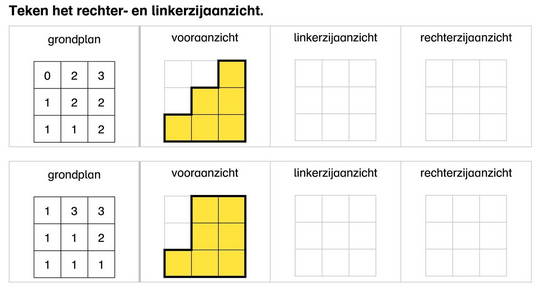 Teken het rechter- en linkerzijaanzicht.
grondplan vooraanzicht linkerzijaanzicht rechterzijaanzicht
0 2 3
1 2 2
1 1 2
grondplan vooraanzicht linkerzijaanzicht rechterzijaanzicht
1 3 3
1 1 2
1 1 1